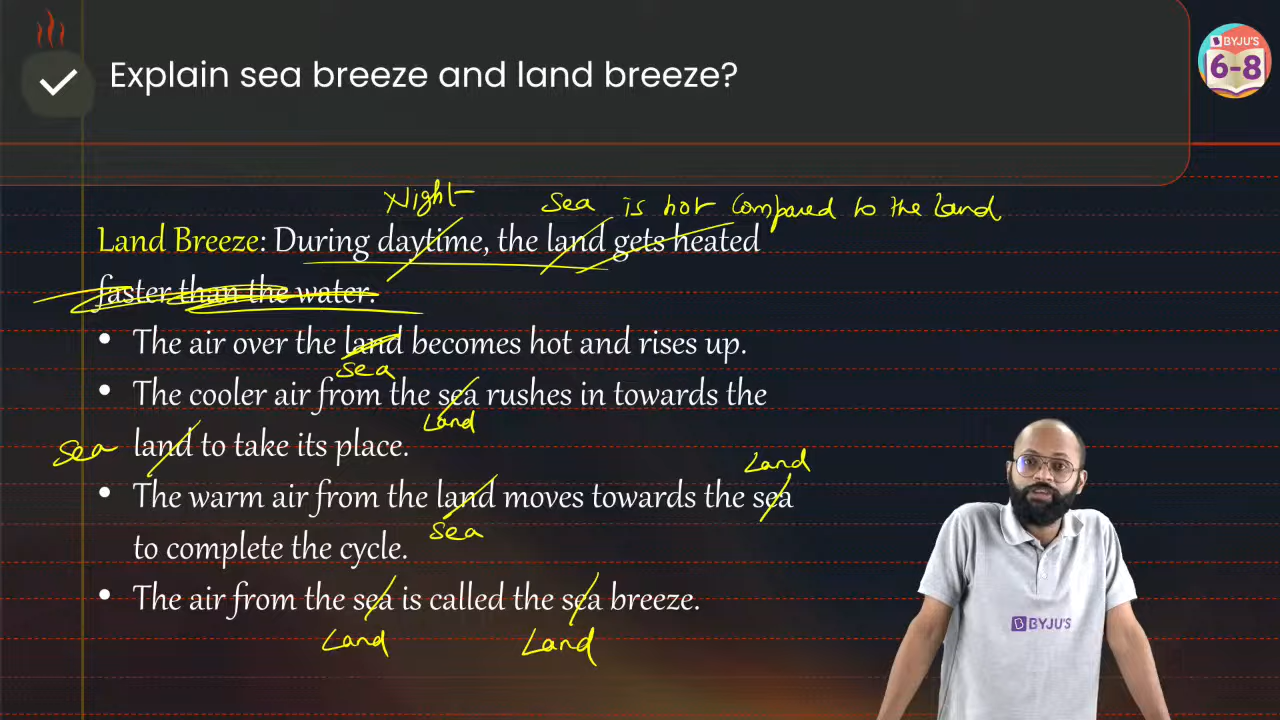 BYJU'S
6-8
Explain sea breeze and land breeze?
Night
Sea is hot compared to the Land
Land Breeze: During daytime, the land gets heated
faster than the water.
• The air over the land becomes hot and rises up.
Sea
• The cooler air from the sea rushes in towards the
Land
Sea land to take its place.
Land
• The warm air from the land moves towards the sea
Sea
to complete the cycle.
• The air from the sea is called the sea breeze.
Land Land
BYJU'S